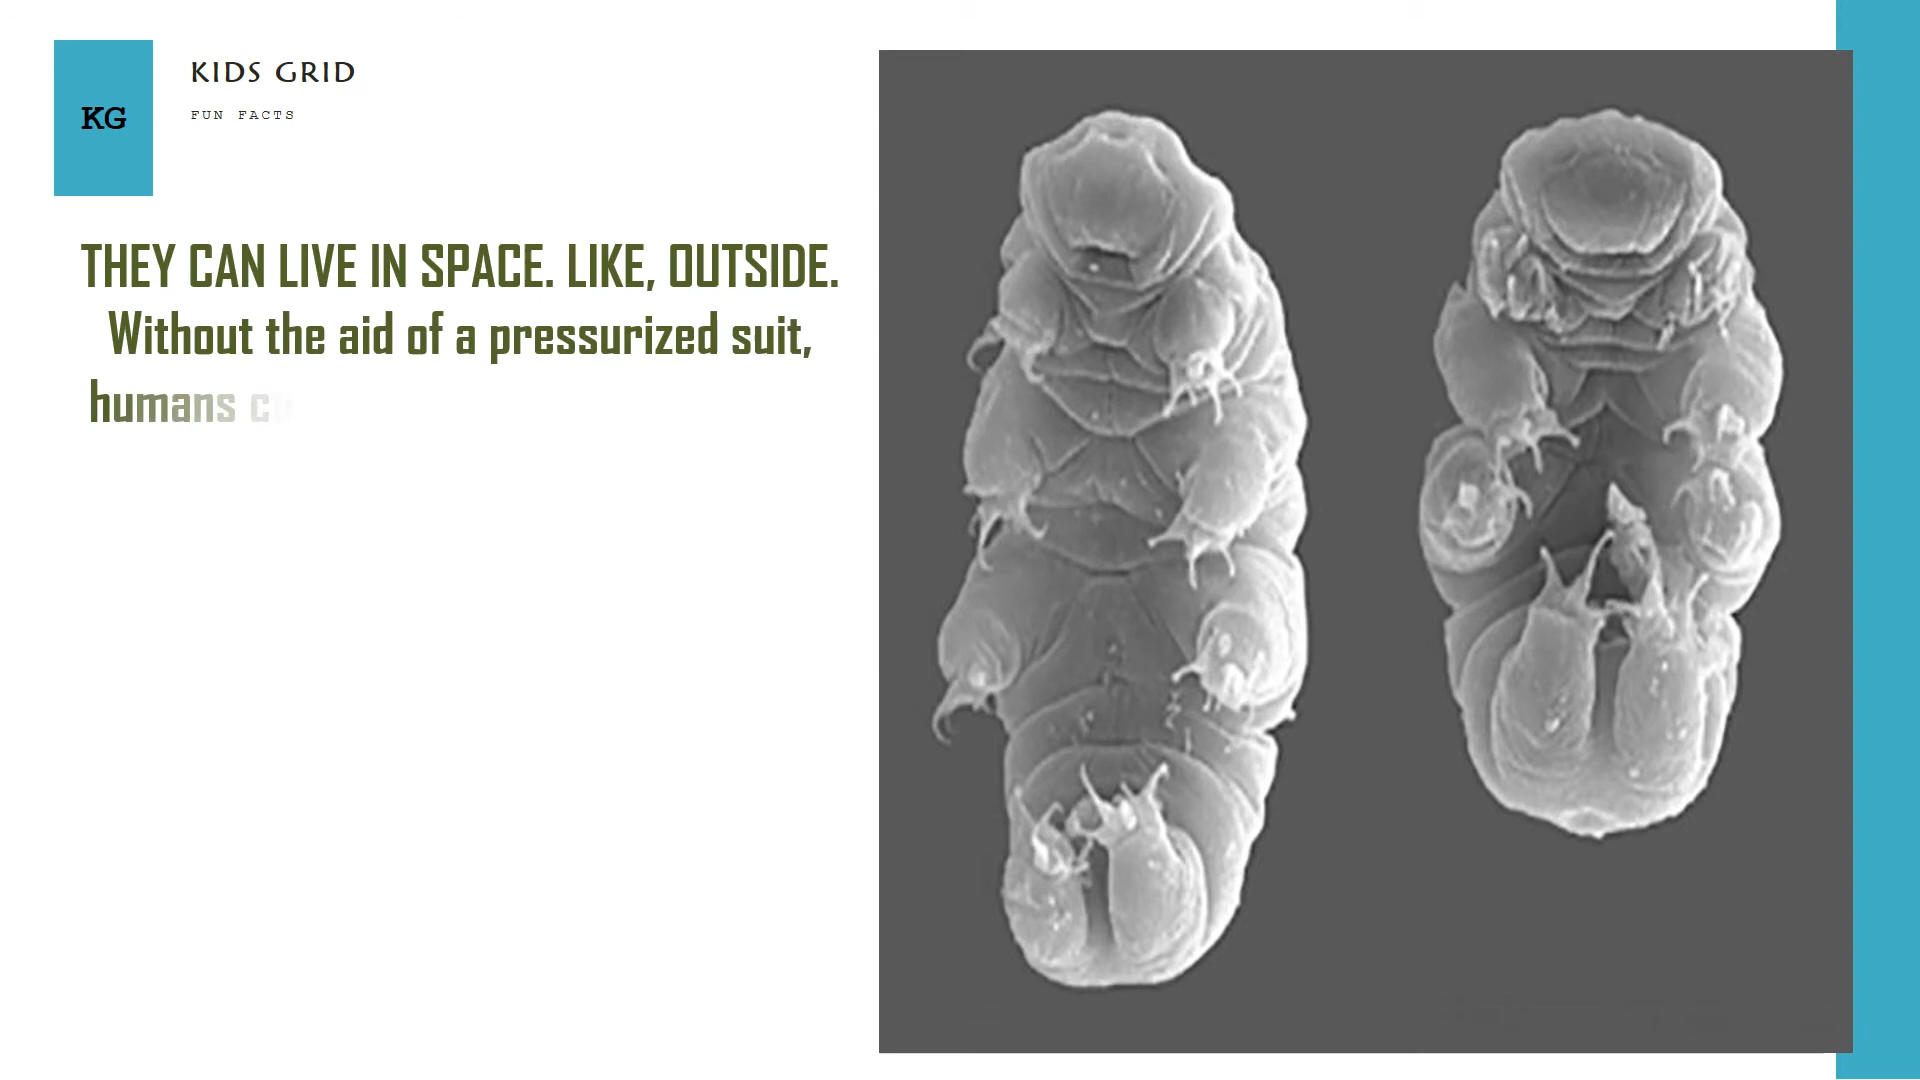 KG
KIDS GRID
FUN FACTS
THEY CAN LIVE IN SPACE. LIKE, OUTSIDE.
Without the aid of a pressurized suit,
humans